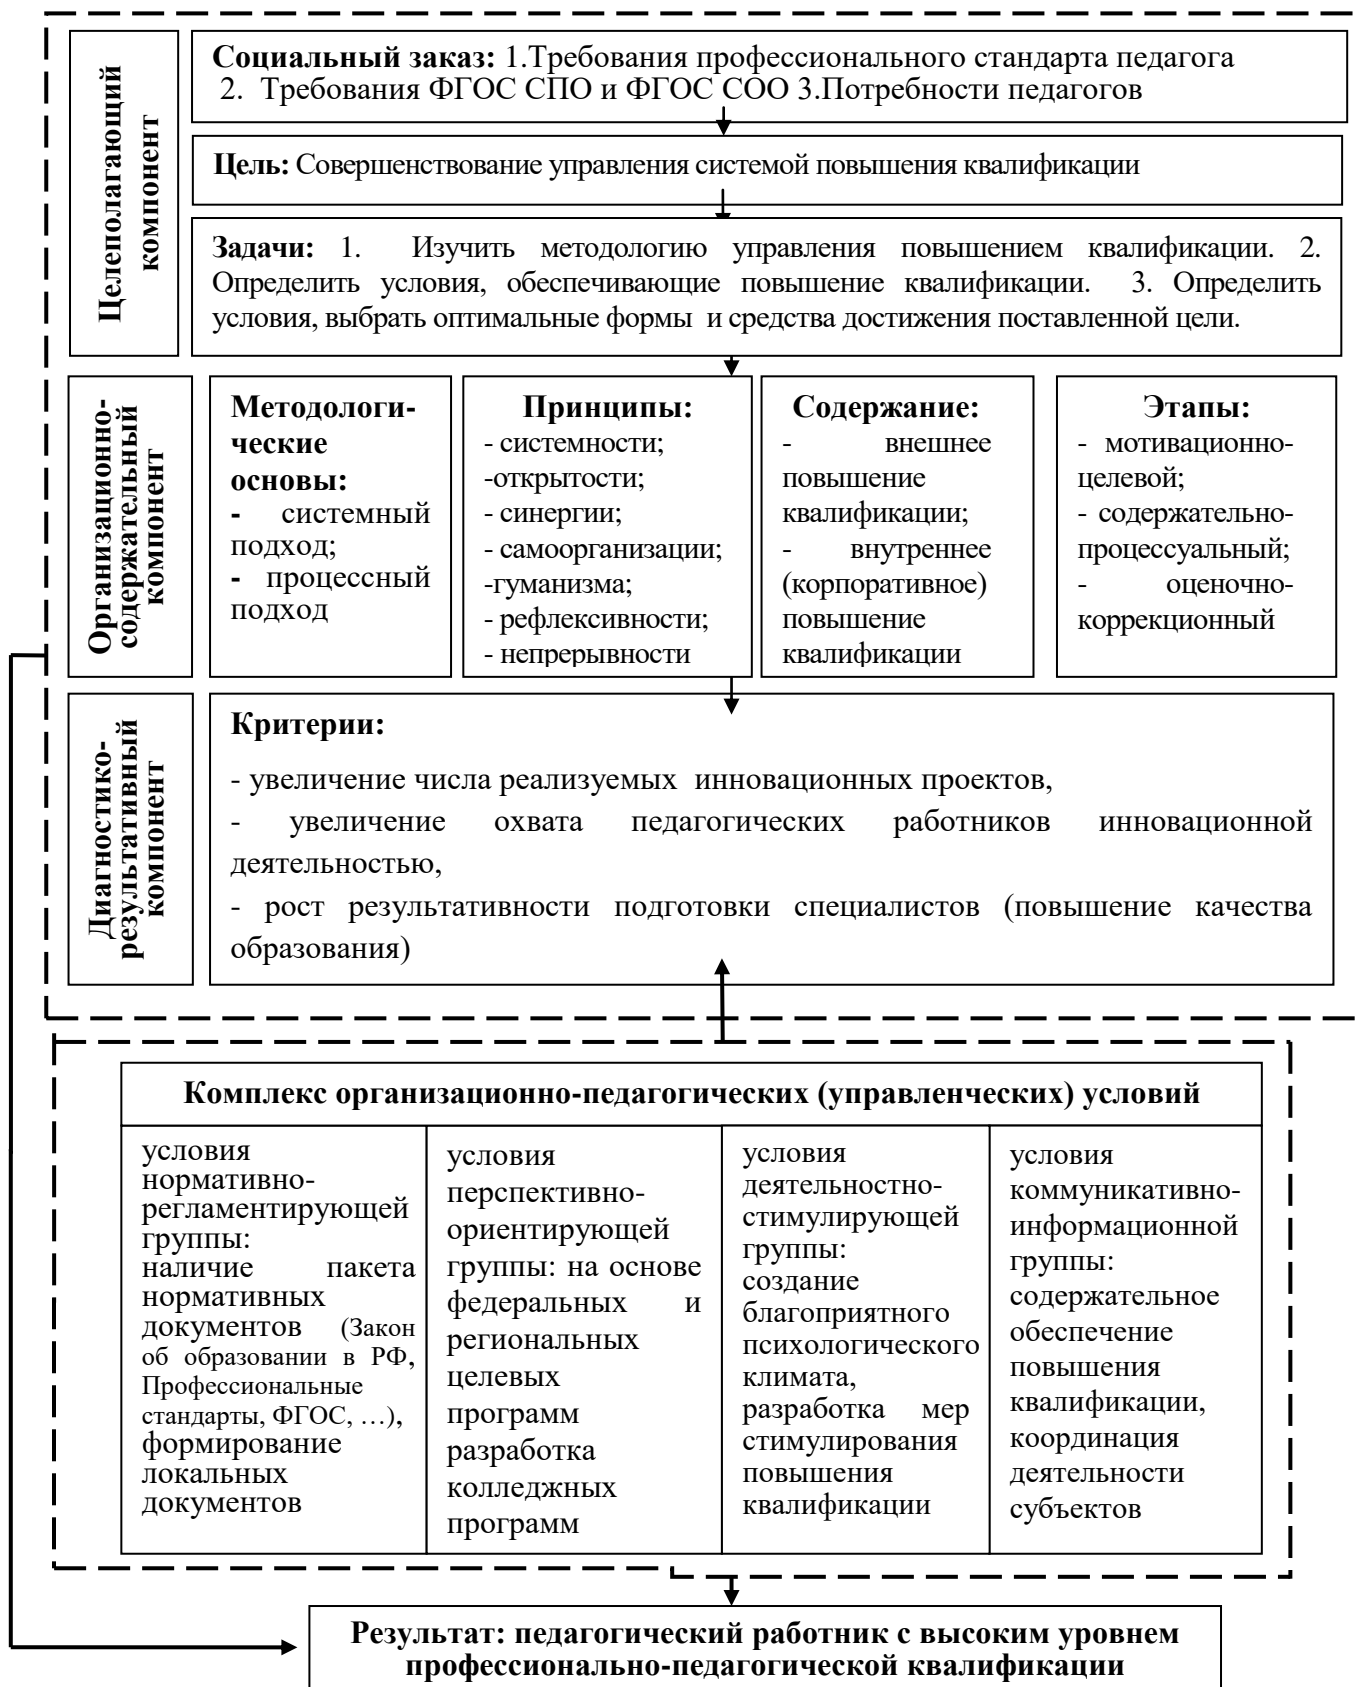 Целеполагающий
компонент
Социальный заказ: 1.Требования профессионального стандарта педагога
2. Требования ФГОС СПО и ФГОС СОО 3.Потребности педагогов
Цель: Совершенствование управления системой повышения квалификации
Задачи: 1. Изучить методологию управления повышением квалификации. 2.
Определить условия, обеспечивающие повышение квалификации. 3. Определить
условия, выбрать оптимальные формы и средства достижения поставленной цели.
Организационно-
содержательный
компонент
Методологи-
ческие
основы:
- системный
подход;
- процессный
подход
Принципы:
- системности;
-открытости;
- синергии;
- самоорганизации;
-гуманизма;
- рефлексивности;
- непрерывности
Содержание:
- внешнее
повышение
квалификации;
- внутреннее
(корпоративное)
повышение
квалификации
Этапы:
- мотивационно-
целевой;
- содержательно-
процессуальный;
- оценочно-
коррекционный
Диагностико-
результативный
компонент
Критерии:
- увеличение числа реализуемых инновационных проектов,
- увеличение охвата педагогических работников инновационной
деятельностью,
- рост результативности подготовки специалистов (повышение качества
образования)
Комплекс организационно-педагогических (управленческих) условий
условия
нормативно-
регламентирующей
группы:
наличие пакета
нормативных
документов (Закон
об образовании в РФ,
Профессиональные
стандарты, ФГОС, …),
формирование
локальных
документов
условия
перспективно-
ориентирующей
группы: на основе
федеральных и
региональных
целевых
программ
разработка
колледжных
программ
условия
деятельностно-
стимулирующей
группы:
создание
благоприятного
психологического
климата,
разработка мер
стимулирования
повышения
квалификации
условия
коммуникативно-
информационной
группы:
содержательное
обеспечение
повышения
квалификации,
координация
деятельности
субъектов
Результат: педагогический работник с высоким уровнем
профессионально-педагогической квалификации